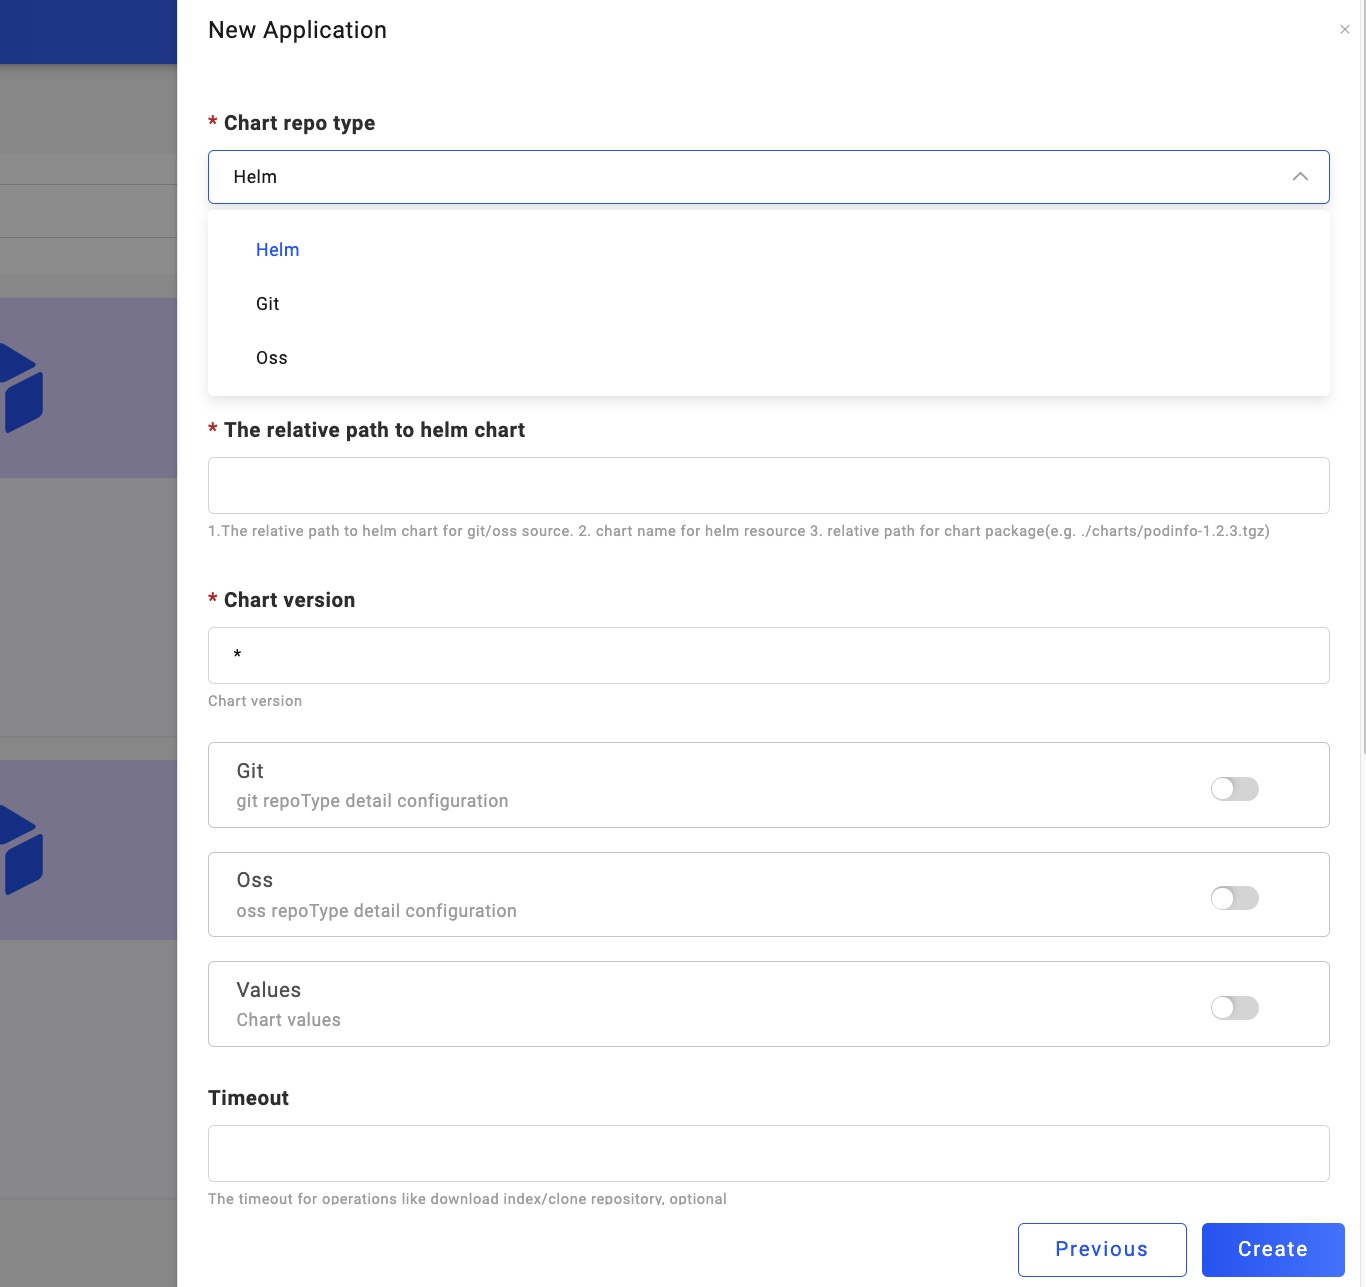 New Application
×
* Chart repo type
Helm
Helm
Git
Oss
* The relative path to helm chart
1.The relative path to helm chart for git/oss source. 2. chart name for helm resource 3. relative path for chart package(e.g. ./charts/podinfo-1.2.3.tgz)
* Chart version
*
Chart version
Git
git repoType detail configuration
Oss
oss repoType detail configuration
Values
Chart values
Timeout
The timeout for operations like download index/clone repository, optional
Previous
Create